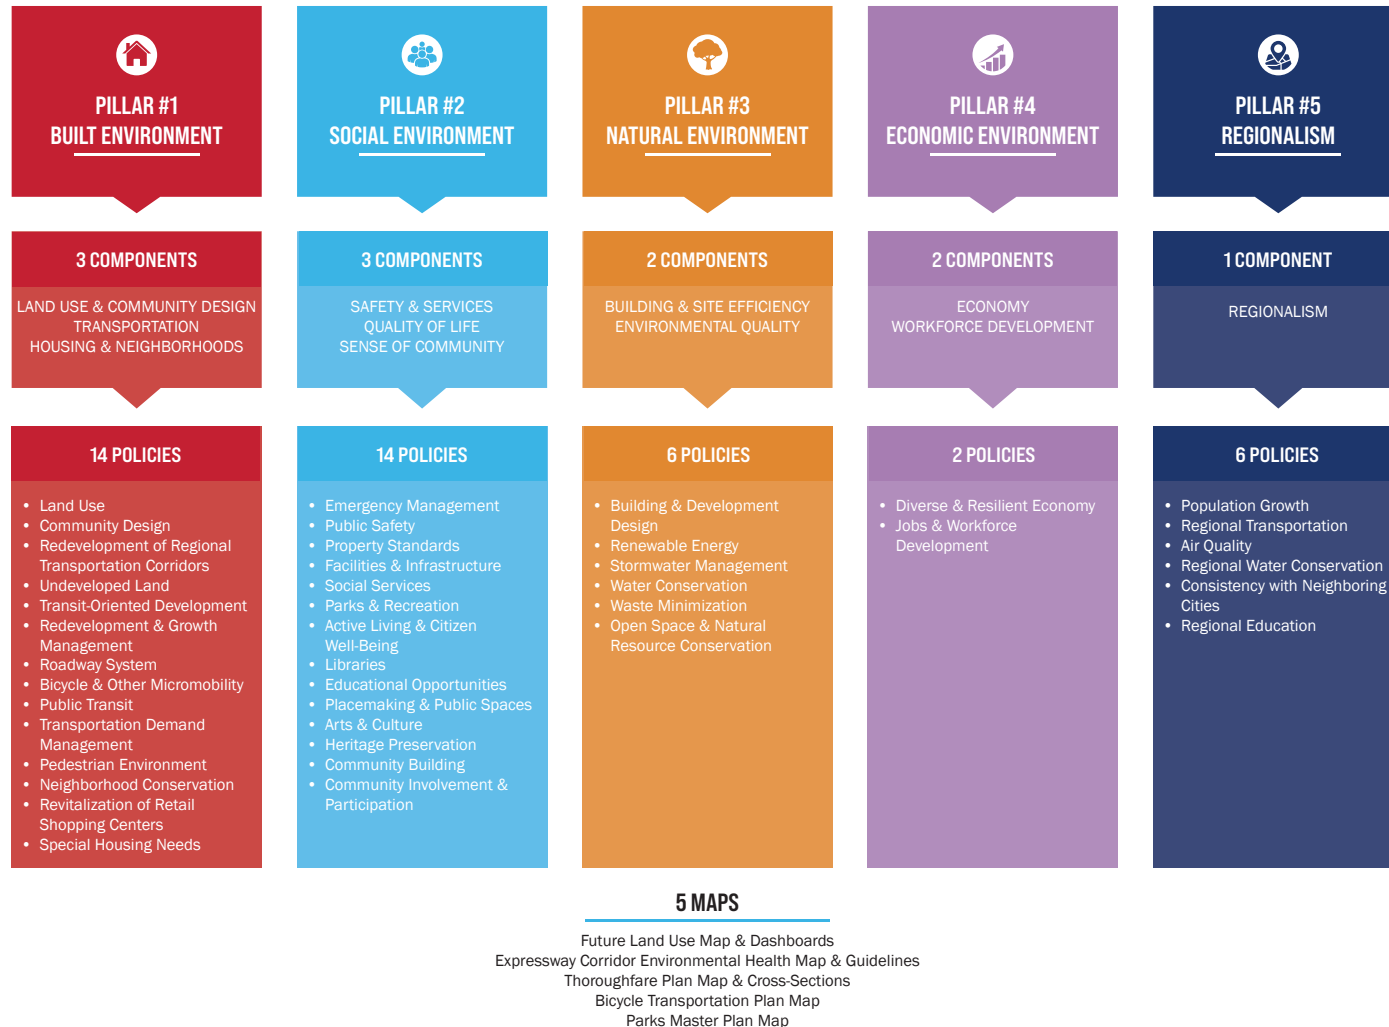 PILLAR #1
BUILT ENVIRONMENT
3 COMPONENTS
LAND USE & COMMUNITY DESIGN
TRANSPORTATION
HOUSING & NEIGHBORHOODS
14 POLICIES
• Land Use
• Community Design
• Redevelopment of Regional
Transportation Corridors
• Undeveloped Land
• Transit-Oriented Development
• Redevelopment & Growth
Management
• Roadway System
• Bicycle & Other Micromobility
• Public Transit
• Transportation Demand
Management
• Pedestrian Environment
• Neighborhood Conservation
• Revitalization of Retail
Shopping Centers
• Special Housing Needs
PILLAR #2
SOCIAL ENVIRONMENT
3 COMPONENTS
SAFETY & SERVICES
QUALITY OF LIFE
SENSE OF COMMUNITY
14 POLICIES
• Emergency Management
• Public Safety
• Property Standards
• Facilities & Infrastructure
• Social Services
• Parks & Recreation
• Active Living & Citizen
Well-Being
• Libraries
• Educational Opportunities
• Placemaking & Public Spaces
• Arts & Culture
• Heritage Preservation
• Community Building
• Community Involvement &
Participation
PILLAR #3
NATURAL ENVIRONMENT
2 COMPONENTS
BUILDING & SITE EFFICIENCY
ENVIRONMENTAL QUALITY
6 POLICIES
• Building & Development
Design
• Renewable Energy
• Stormwater Management
• Water Conservation
• Waste Minimization
• Open Space & Natural
Resource Conservation
PILLAR #4
ECONOMIC ENVIRONMENT
2 COMPONENTS
ECONOMY
WORKFORCE DEVELOPMENT
2 POLICIES
• Diverse & Resilient Economy
• Jobs & Workforce
Development
PILLAR #5
REGIONALISM
1 COMPONENT
REGIONALISM
6 POLICIES
• Population Growth
• Regional Transportation
• Air Quality
• Regional Water Conservation
• Consistency with Neighboring
Cities
• Regional Education
5 MAPS
Future Land Use Map & Dashboards
Expressway Corridor Environmental Health Map & Guidelines
Thoroughfare Plan Map & Cross-Sections
Bicycle Transportation Plan Map
Parks Master Plan Map